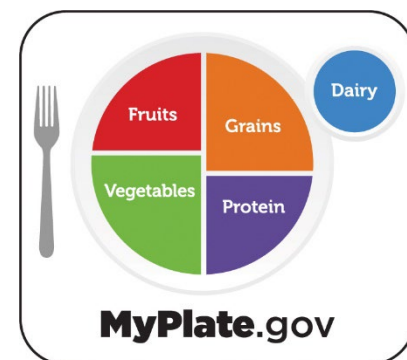 Dairy
Fruits
Grains
Vegetables
Protein
MyPlate.gov